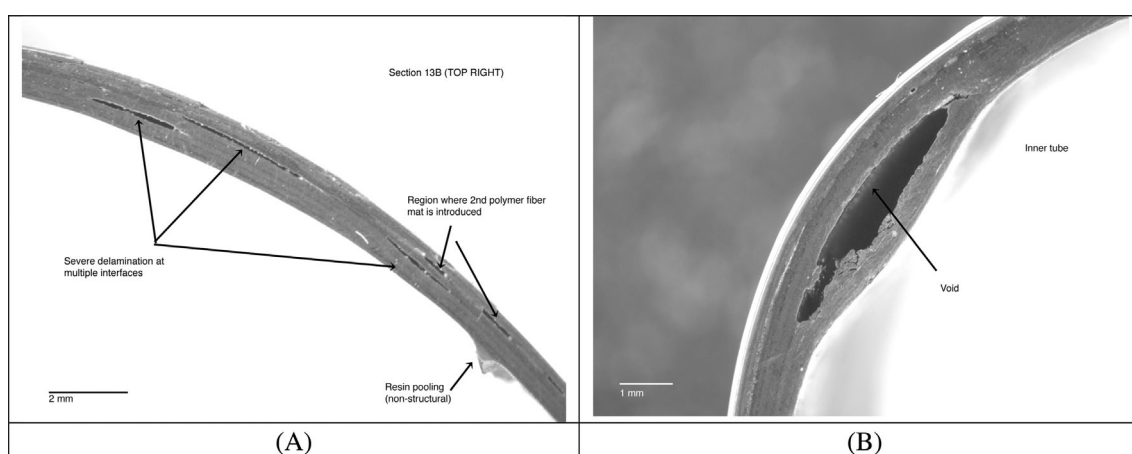 Section 13B (TOP RIGHT)
Region where 2nd polymer fiber
mat is introduced
Severe delamination at
multiple interfaces
Resin pooling
(non-structural)
2 mm
(A)
Inner tube
Void
1 mm
(B)